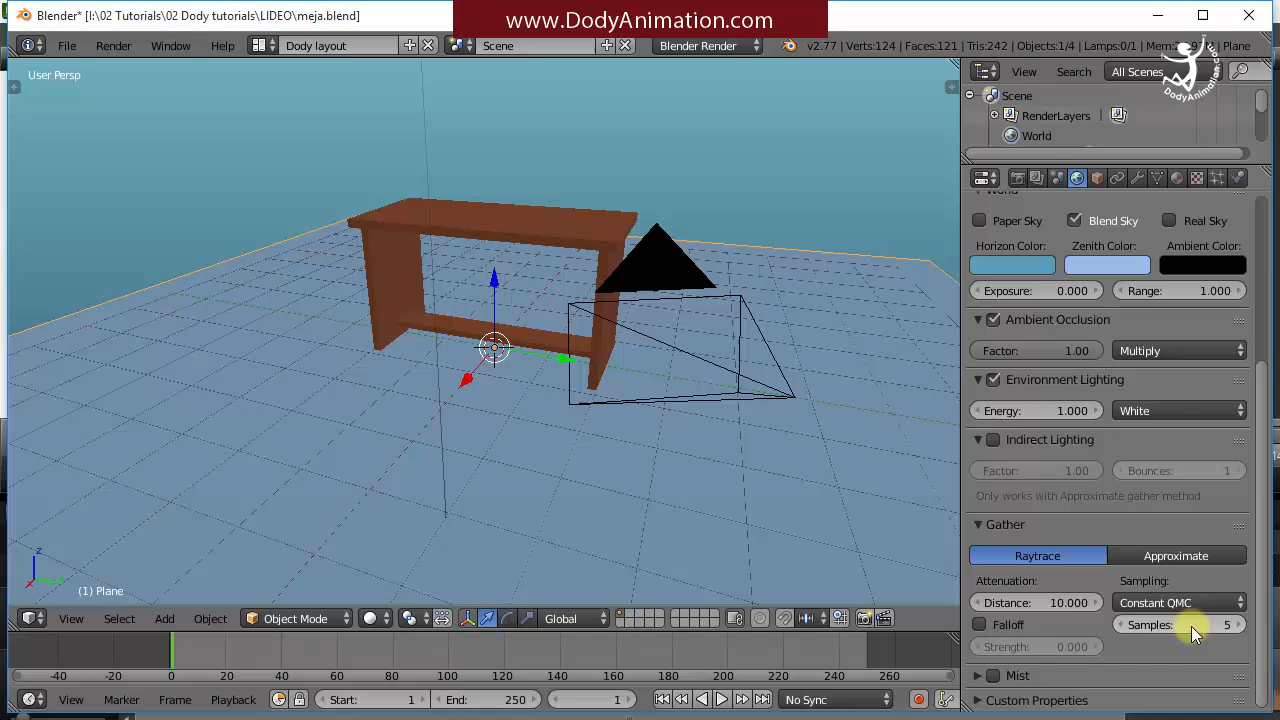 Blender* [I:\02 Tutorials\02 Dody tutorials\LIDEO\meja.blend]
www.DodyAnimation.com
File Render Window Help Dody layout Scene Blender Render v2.77 | Verts:124 | Faces:121 | Tris:242 | Objects:1/4 | Lamps:0/1 | Mem: | Plane
User Persp
View Search All Scenes
DodyAnimation.com
Scene
RenderLayers |
World
World
Paper Sky Blend Sky Real Sky
Horizon Color: Zenith Color: Ambient Color:
Exposure: 0.000 Range: 1.000
Ambient Occlusion
Factor: 1.00 Multiply
Environment Lighting
Energy: 1.000 White
Indirect Lighting
Factor: 1.00 Bounces: 1
Only works with Approximate gather method
Gather
Raytrace Approximate
Attenuation: Sampling:
Distance: 10.000 Constant QMC
Falloff Samples: 5
Strength: 0.000
Mist
Custom Properties
z
x y
(1) Plane
View Select Add Object Object Mode Global
-40 -20 0 20 40 60 80 100 120 140 160 180 200 220 240 260
View Marker Frame Playback Start: 1 End: 250 1 No Sync